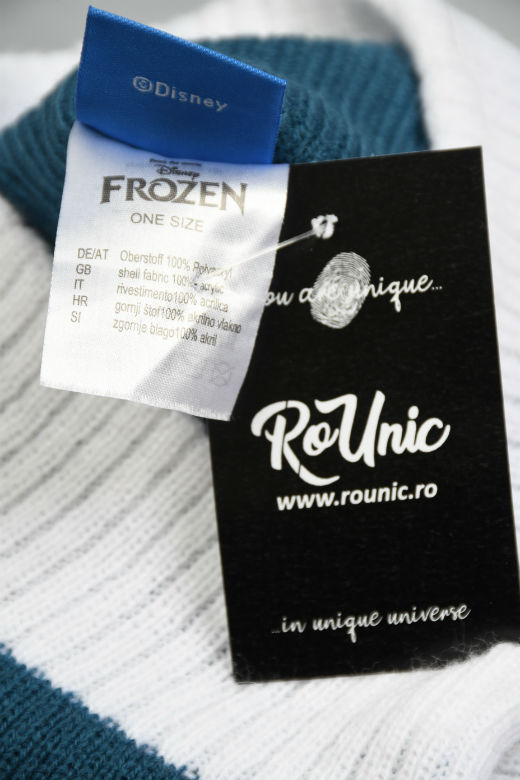 ©Disney
Disney
FROZEN
ONE SIZE
DE/AT Oberstoff 100% Polyacryl
GB shell fabric 100% acrylic
IT rivestimento100% acrilica
HR gornji štof100% akrilno vlakno
SI zgornje blago100% akril
you are unique...
RoUnic
www.rounic.ro
...in unique universe